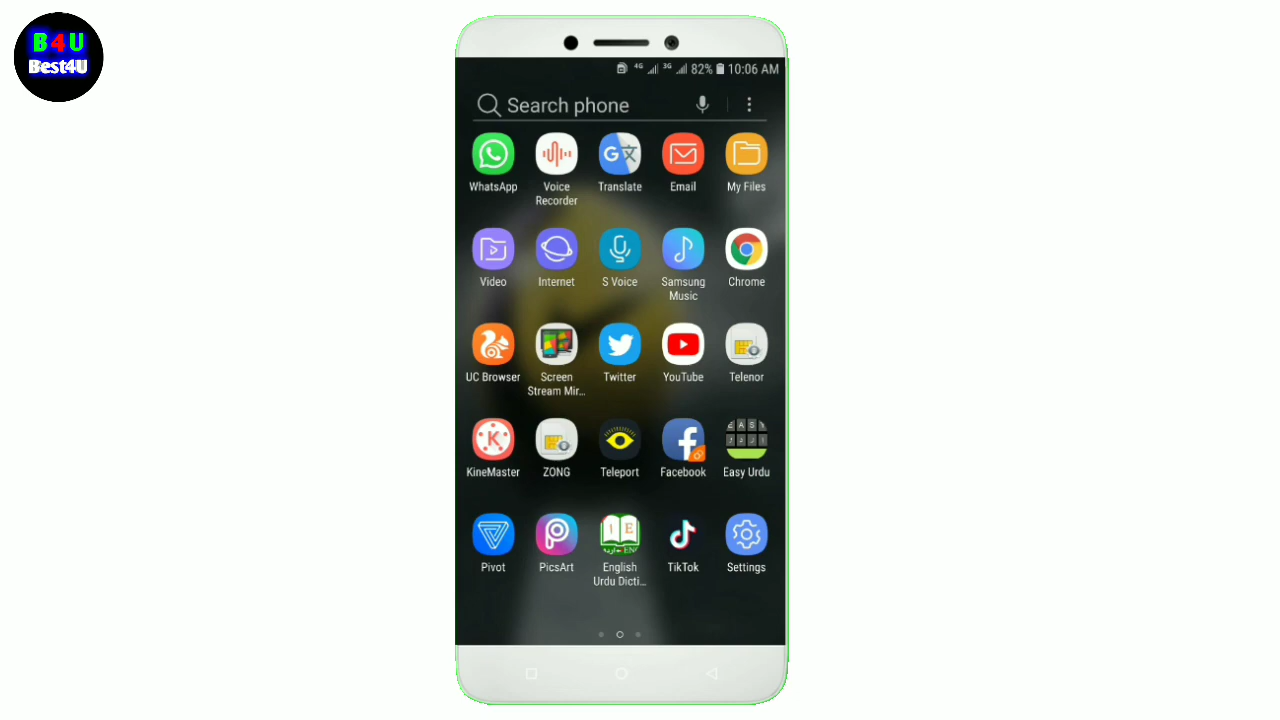 B4U
Best4U
4G 3G 82% 10:06 AM
Search phone
WhatsApp
Voice
Recorder
Translate
Email
My Files
Video
Internet
S Voice
Samsung
Music
Chrome
UC Browser
Screen
Stream Mir...
Twitter
YouTube
Telenor
KineMaster
ZONG
Teleport
Facebook
Easy Urdu
Pivot
PicsArt
English
Urdu Dicti...
TikTok
Settings